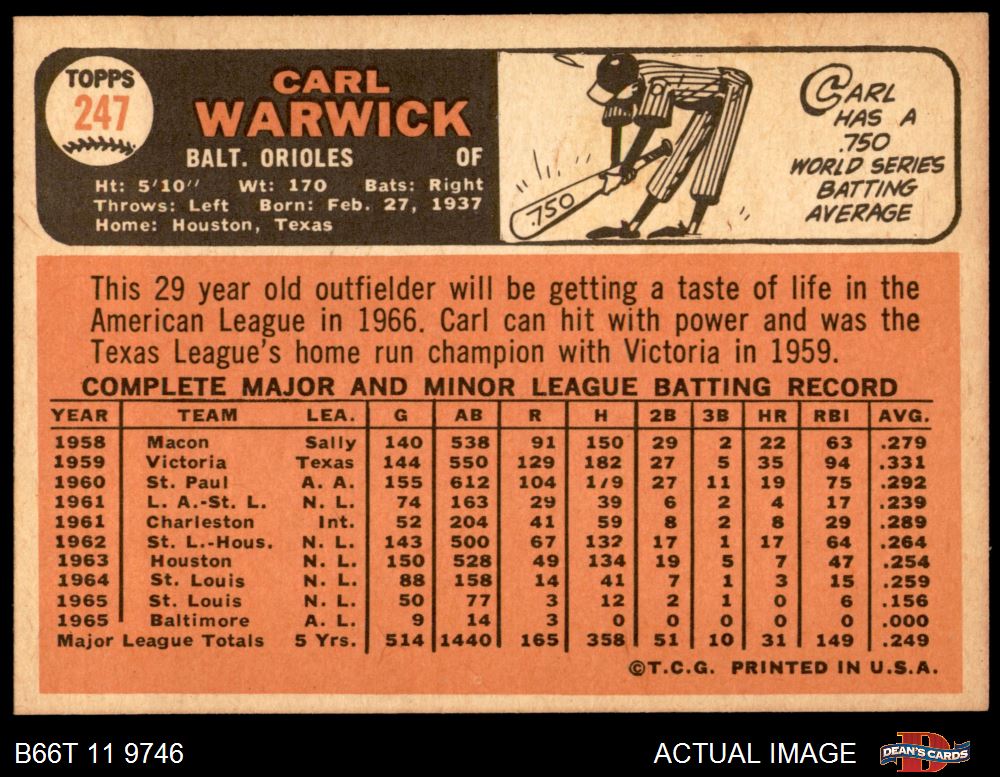 TOPPS
247
CARL
WARWICK
BALT. ORIOLES OF
Ht: 5'10" Wt: 170 Bats: Right
Throws: Left Born: Feb. 27, 1937
Home: Houston, Texas
.750
CARL
HAS A
.750
WORLD SERIES
BATTING
AVERAGE
This 29 year old outfielder will be getting a taste of life in the
American League in 1966. Carl can hit with power and was the
Texas League's home run champion with Victoria in 1959.
COMPLETE MAJOR AND MINOR LEAGUE BATTING RECORD
YEAR TEAM LEA. G AB R H 2B 3B HR RBI AVG.
1958 Macon Sally 140 538 91 150 29 2 22 63 .279
1959 Victoria Texas 144 550 129 182 27 5 35 94 .331
1960 St. Paul A. A. 155 612 104 1/9 27 11 19 75 .292
1961 L. A.-St. L. N. L. 74 163 29 39 6 2 4 17 .239
1961 Charleston Int. 52 204 41 59 8 2 8 29 .289
1962 St. L.-Hous. N. L. 143 500 67 132 17 1 17 64 .264
1963 Houston N. L. 150 528 49 134 19 5 7 47 .254
1964 St. Louis N. L. 88 158 14 41 7 1 3 15 .259
1965 St. Louis N. L. 50 77 3 12 2 1 0 6 .156
1965 Baltimore A. L. 9 14 3 0 0 0 0 0 .000
Major League Totals 5 Yrs. 514 1440 165 358 51 10 31 149 .249
©T.C.G. PRINTED IN U.S.A.
B66T 11 9746 ACTUAL IMAGE DEAN'S CARDS